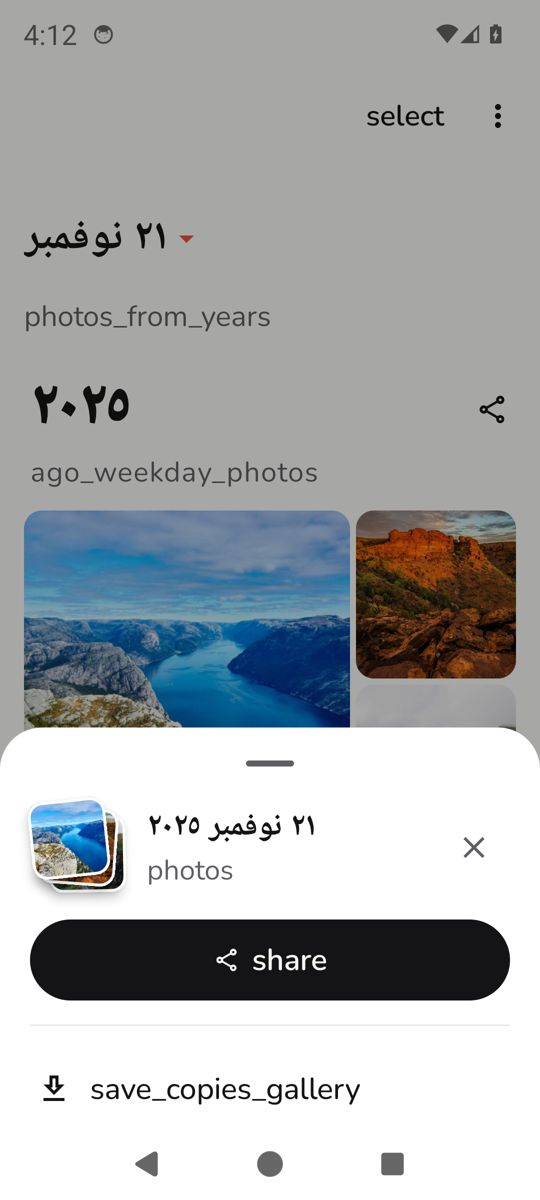 4:12
select
٢١ نوفمبر
photos_from_years
٢٠٢٥
ago_weekday_photos
٢١ نوفمبر ٢٠٢٥
photos
share
save_copies_gallery